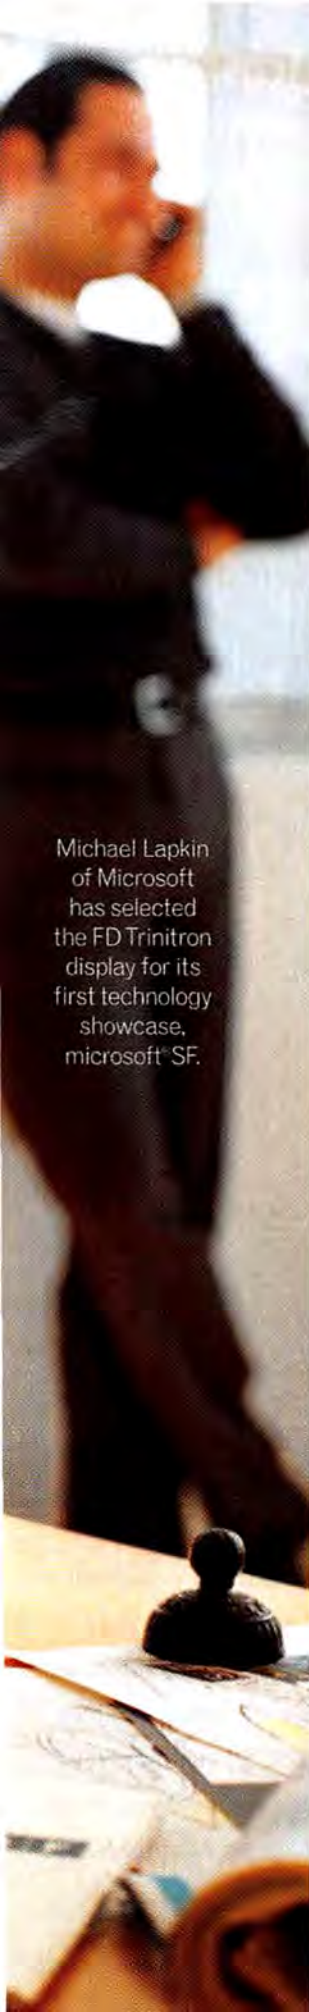 Michael Lapkin
of Microsoft
has selected
the FD Trinitron
display for its
first technology
showcase,
microsoft® SF.